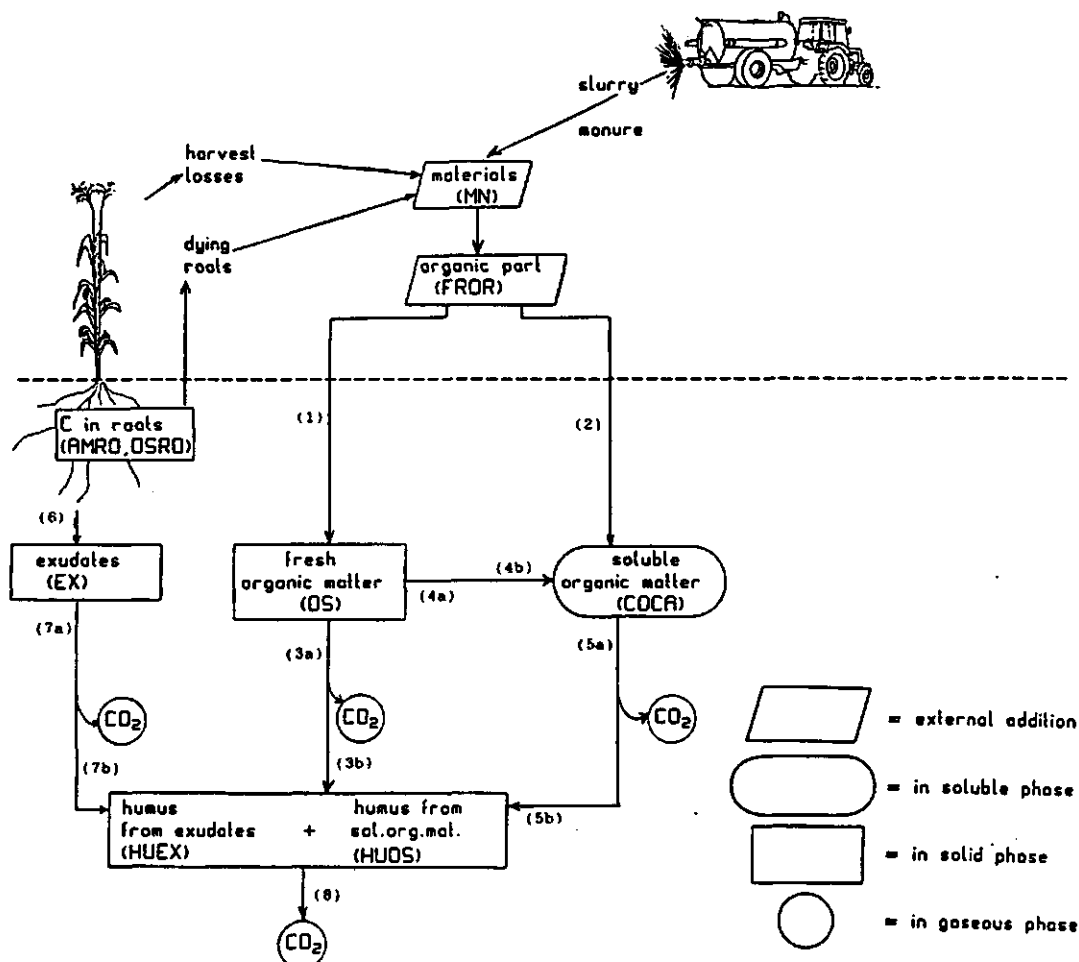 slurry
monure
harvest
losses
materials
(MN)
dying
roots
organic part
(FROR)
(1)
(2)
C in roots
(AMRO,OSRO)
(6)
exudates
(EX)
fresh
organic matter
(OS)
(4a)
(4b)
soluble
organic matter
(COCA)
(7a)
(3a)
(5a)
CO2
CO2
CO2
(7b)
(3b)
(5b)
humus
from exudates
(HUEX)
+
humus from
sol.org.mat.
(HUOS)
(8)
CO2
= external addition
= in soluble phase
= in solid phase
= in gaseous phase